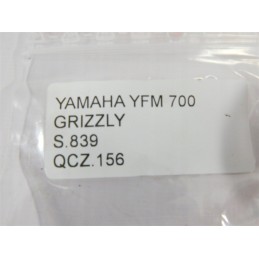 YAMAHA YFM 700
GRIZZLY
S.839
QCZ.156